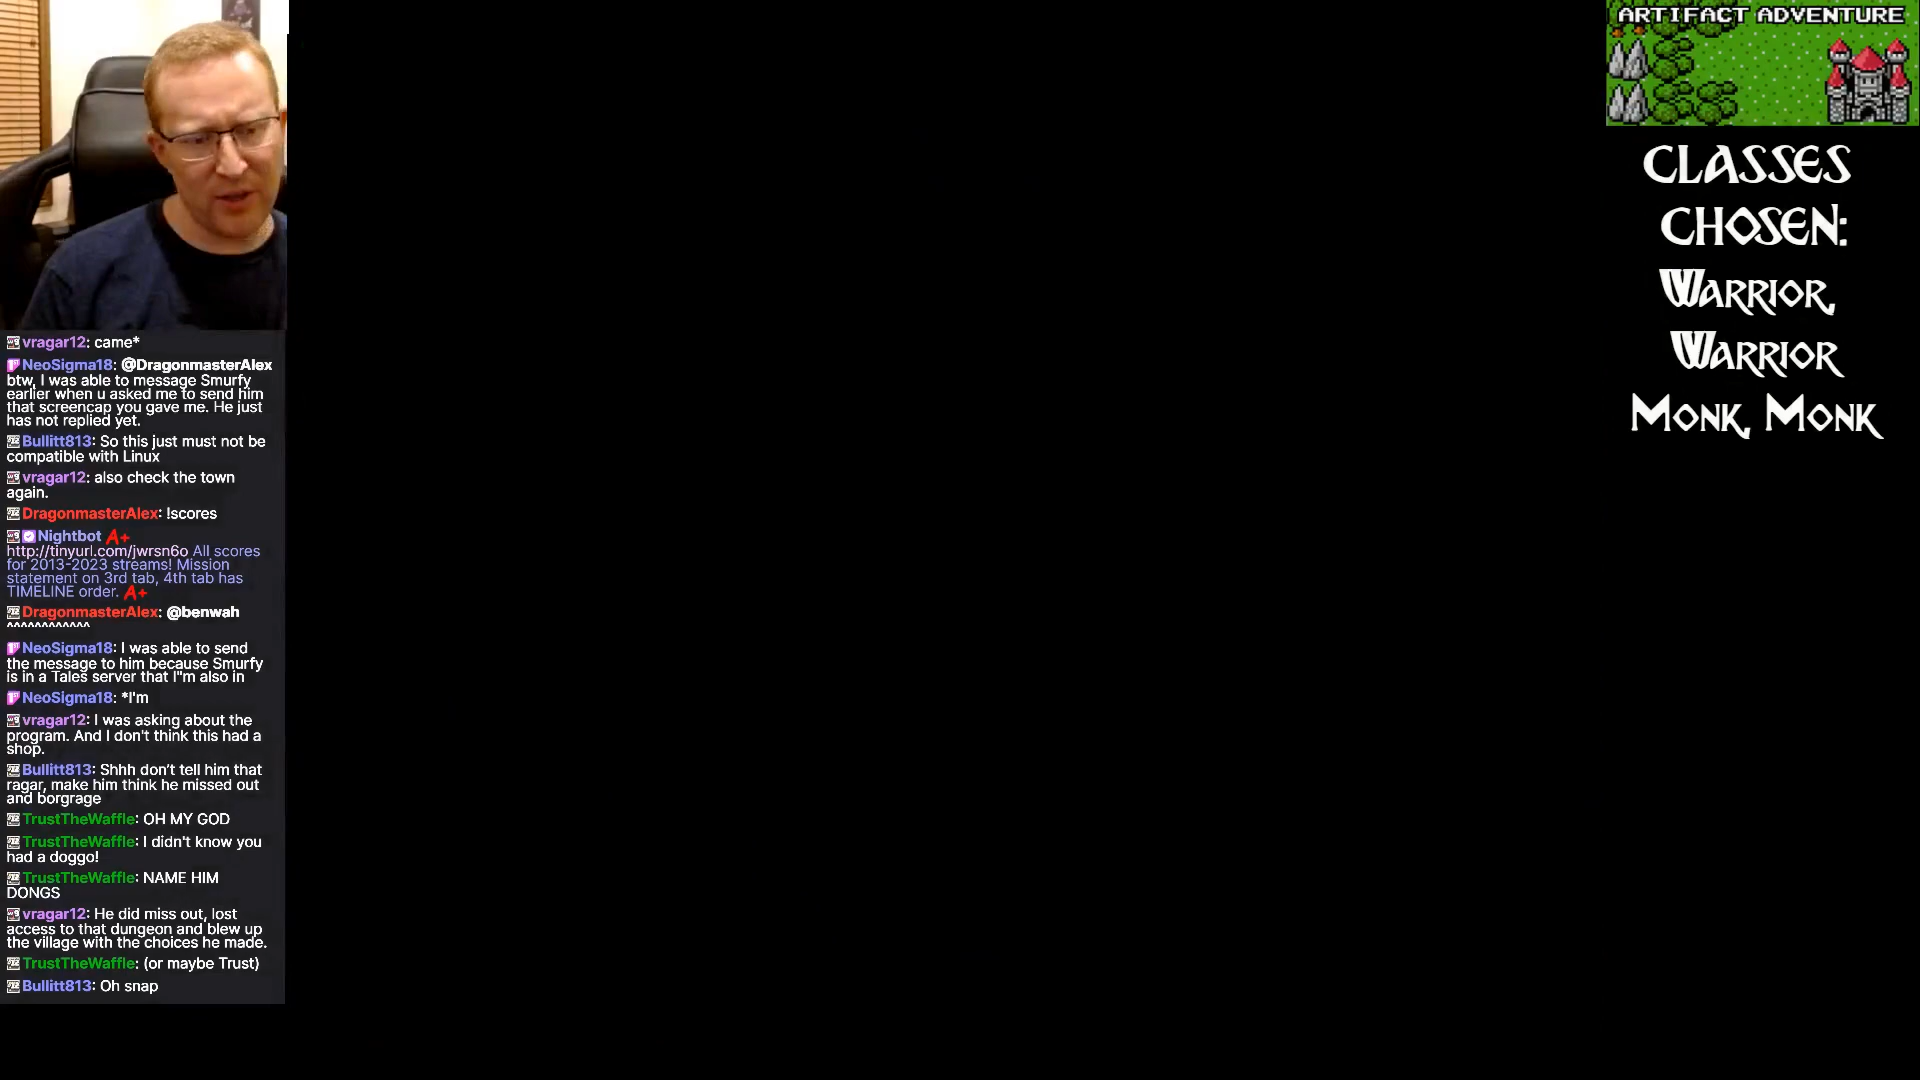 vragar12: came*
NeoSigma18: @DragonmasterAlex
btw, I was able to message Smurfy
earlier when u asked me to send him
that screencap you gave me. He just
has not replied yet.
Bullitt813: So this just must not be
compatible with Linux
vragar12: also check the town
again.
DragonmasterAlex: !scores
Nightbot A+
http://tinyurl.com/jwrsn6o All scores
for 2013-2023 streams! Mission
statement on 3rd tab, 4th tab has
TIMELINE order. A+
DragonmasterAlex: @benwah
^^^^^^^^^^^^
NeoSigma18: I was able to send
the message to him because Smurfy
is in a Tales server that I"m also in
NeoSigma18: *I'm
vragar12: I was asking about the
program. And I don't think this had a
shop.
Bullitt813: Shhh don't tell him that
ragar, make him think he missed out
and borgrage
TrustTheWaffle: OH MY GOD
TrustTheWaffle: I didn't know you
had a doggo!
TrustTheWaffle: NAME HIM
DONGS
vragar12: He did miss out, lost
access to that dungeon and blew up
the village with the choices he made.
TrustTheWaffle: (or maybe Trust)
Bullitt813: Oh snap
ARTIFACT ADVENTURE
CLASSES
CHOSEN:
WARRIOR,
WARRIOR
MONK, MONK